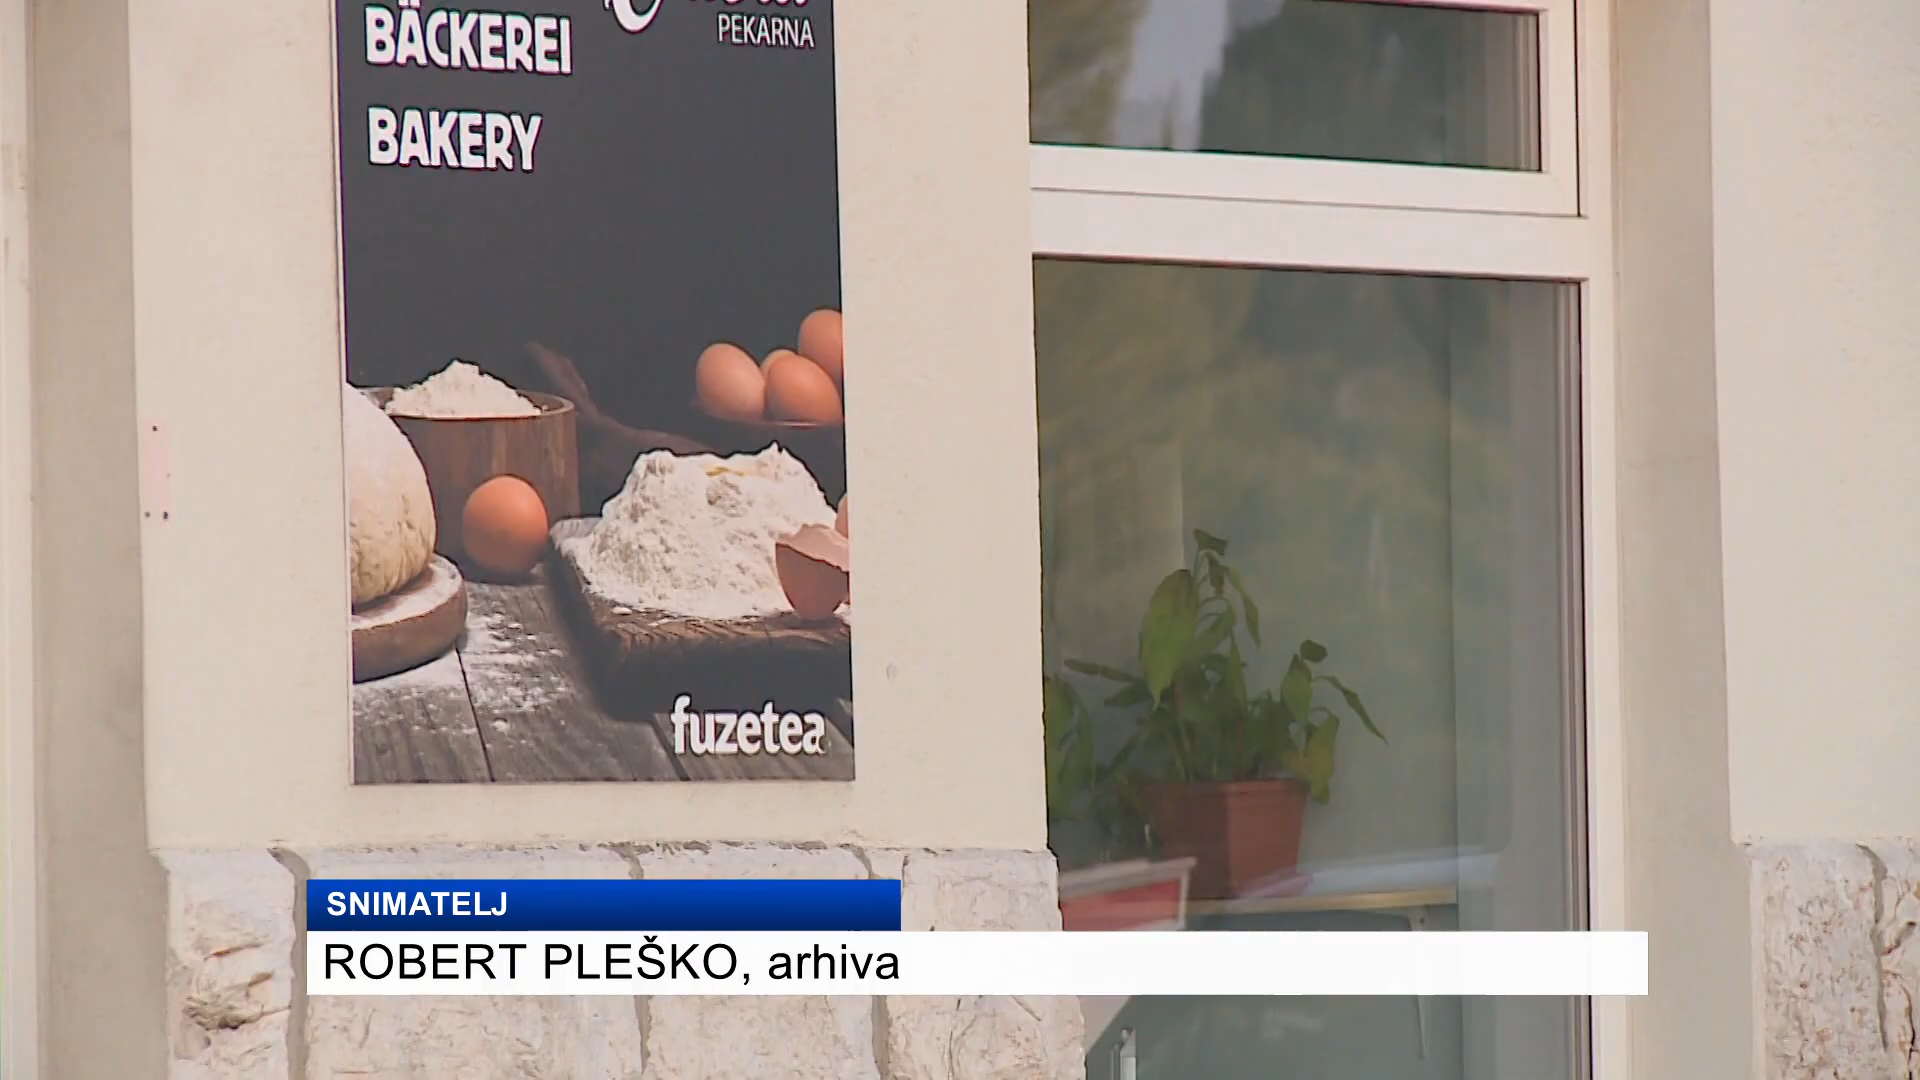 BÄCKEREI
PEKARNA
BAKERY
fuzetea
SNIMATELJ
ROBERT PLEŠKO, arhiva